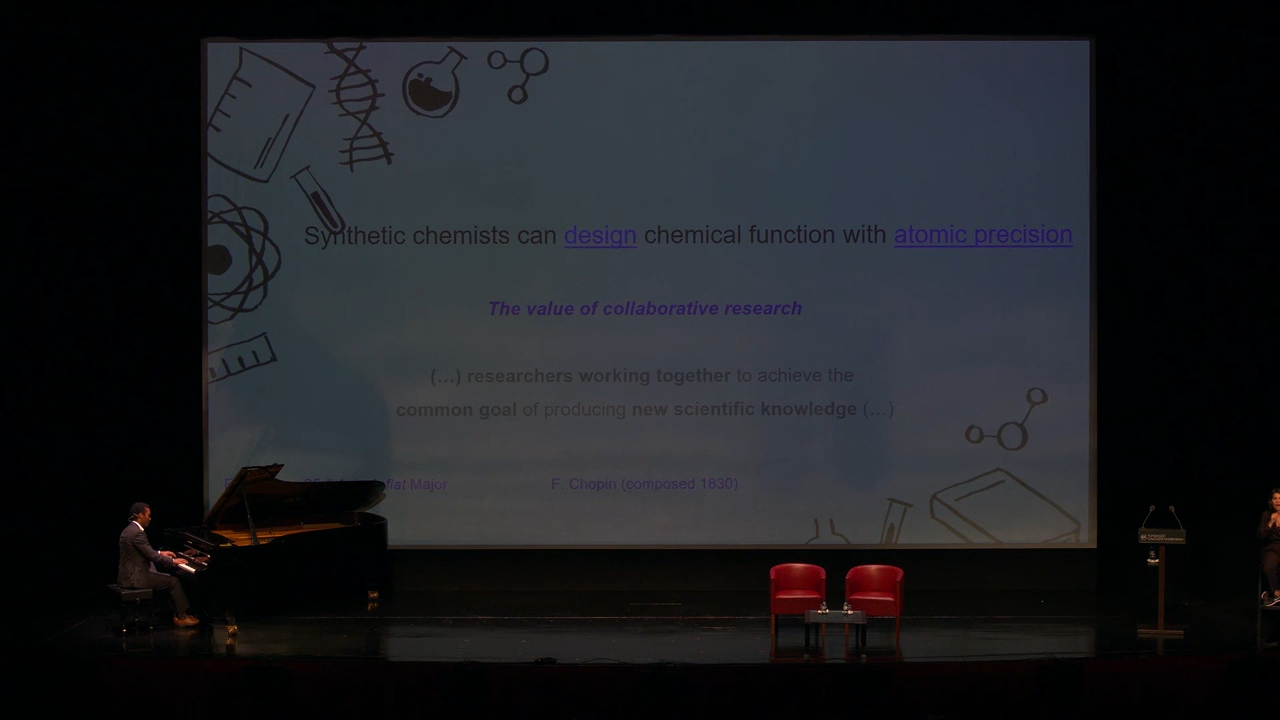 Synthetic chemists can design chemical function with atomic precision
The value of collaborative research
(…) researchers working together to achieve the
common goal of producing new scientific knowledge (…)
flat Major
F. Chopin (composed 1830)